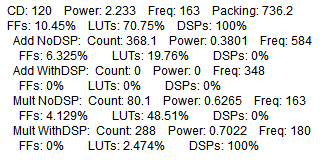 CD: 120 Power: 2.233 Freq: 163 Packing: 736.2
FFs: 10.45% LUTs: 70.75% DSPs: 100%
Add NoDSP: Count: 368.1 Power: 0.3801 Freq: 584
FFs: 6.325% LUTs: 19.76% DSPs: 0%
Add WithDSP: Count: 0 Power: 0 Freq: 348
FFs: 0% LUTs: 0% DSPs: 0%
Mult NoDSP: Count: 80.1 Power: 0.6265 Freq: 163
FFs: 4.129% LUTs: 48.51% DSPs: 0%
Mult WithDSP: Count: 288 Power: 0.7022 Freq: 180
FFs: 0% LUTs: 2.474% DSPs: 100%